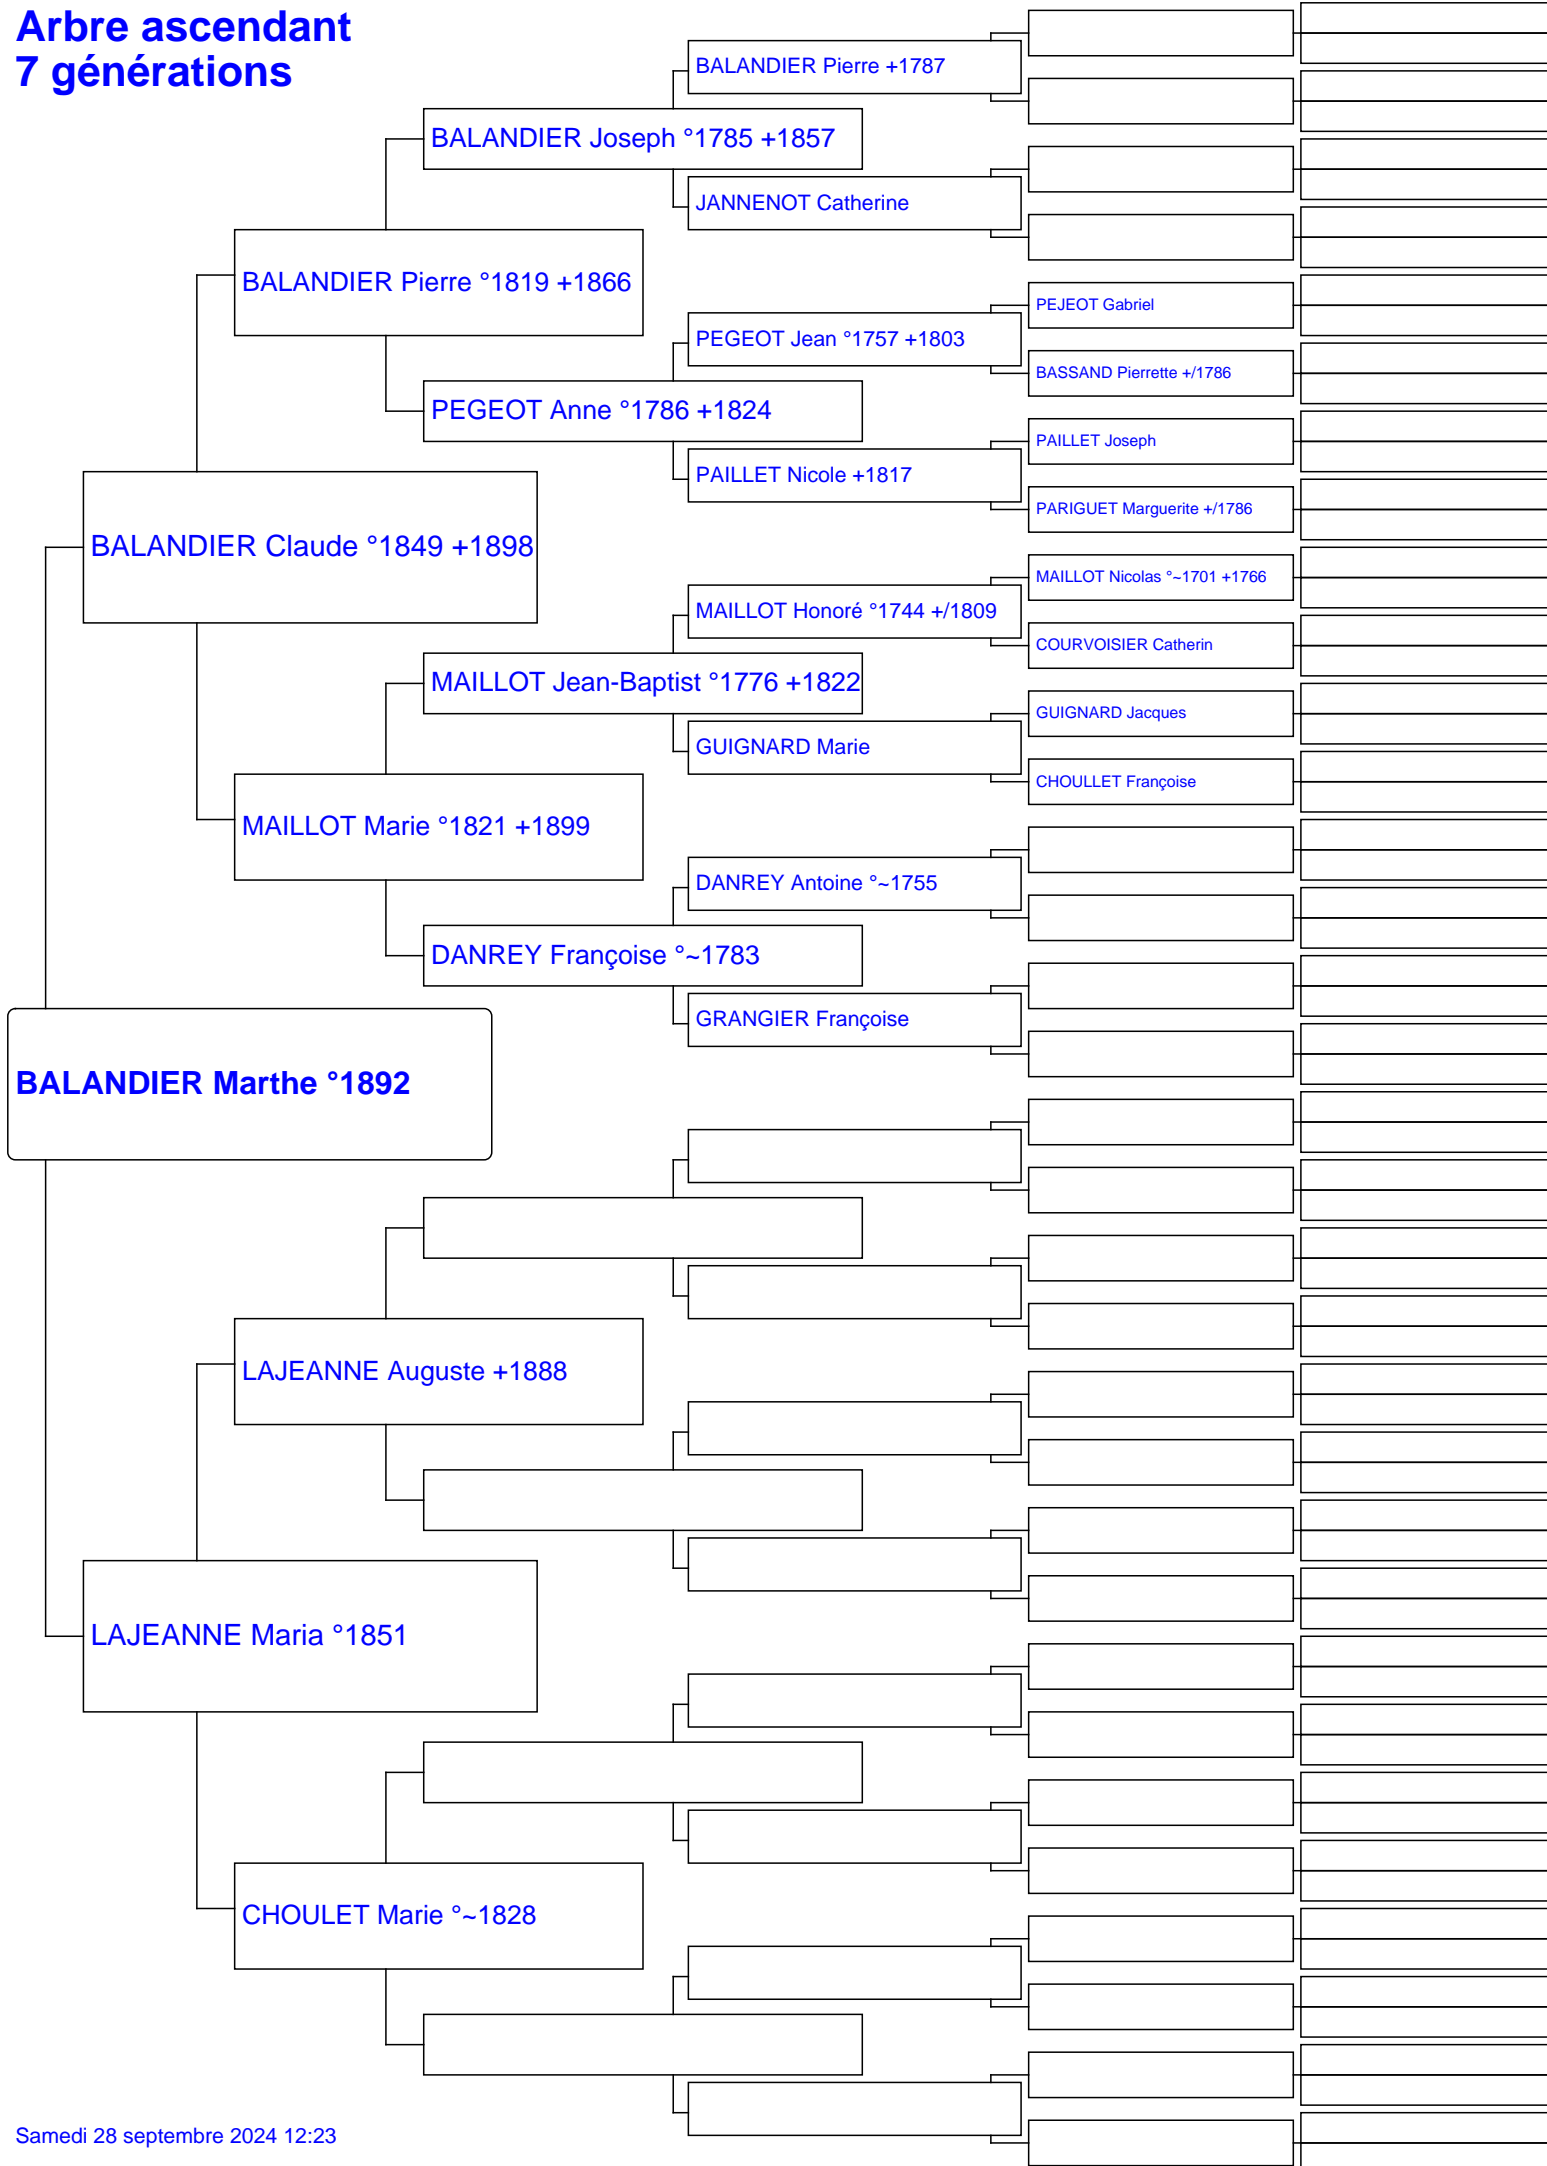 Arbre ascendant
7 générations
BALANDIER Pierre +1787
BALANDIER Joseph °1785 +1857
JANNENOT Catherine
BALANDIER Pierre °1819 +1866
PEJEOT Gabriel
PEGEOT Jean °1757 +1803
BASSAND Pierrette +/1786
PEGEOT Anne °1786 +1824
PAILLET Joseph
PAILLET Nicole +1817
PARIGUET Marguerite +/1786
BALANDIER Claude °1849 +1898
MAILLOT Nicolas °~1701 +1766
MAILLOT Honoré °1744 +/1809
COURVOISIER Catherin
MAILLOT Jean-Baptist °1776 +1822
GUIGNARD Jacques
GUIGNARD Marie
CHOULLET Françoise
MAILLOT Marie °1821 +1899
DANREY Antoine °~1755
DANREY Françoise °~1783
GRANGIER Françoise
BALANDIER Marthe °1892
LAJEANNE Auguste +1888
LAJEANNE Maria °1851
CHOULET Marie °~1828
Samedi 28 septembre 2024 12:23